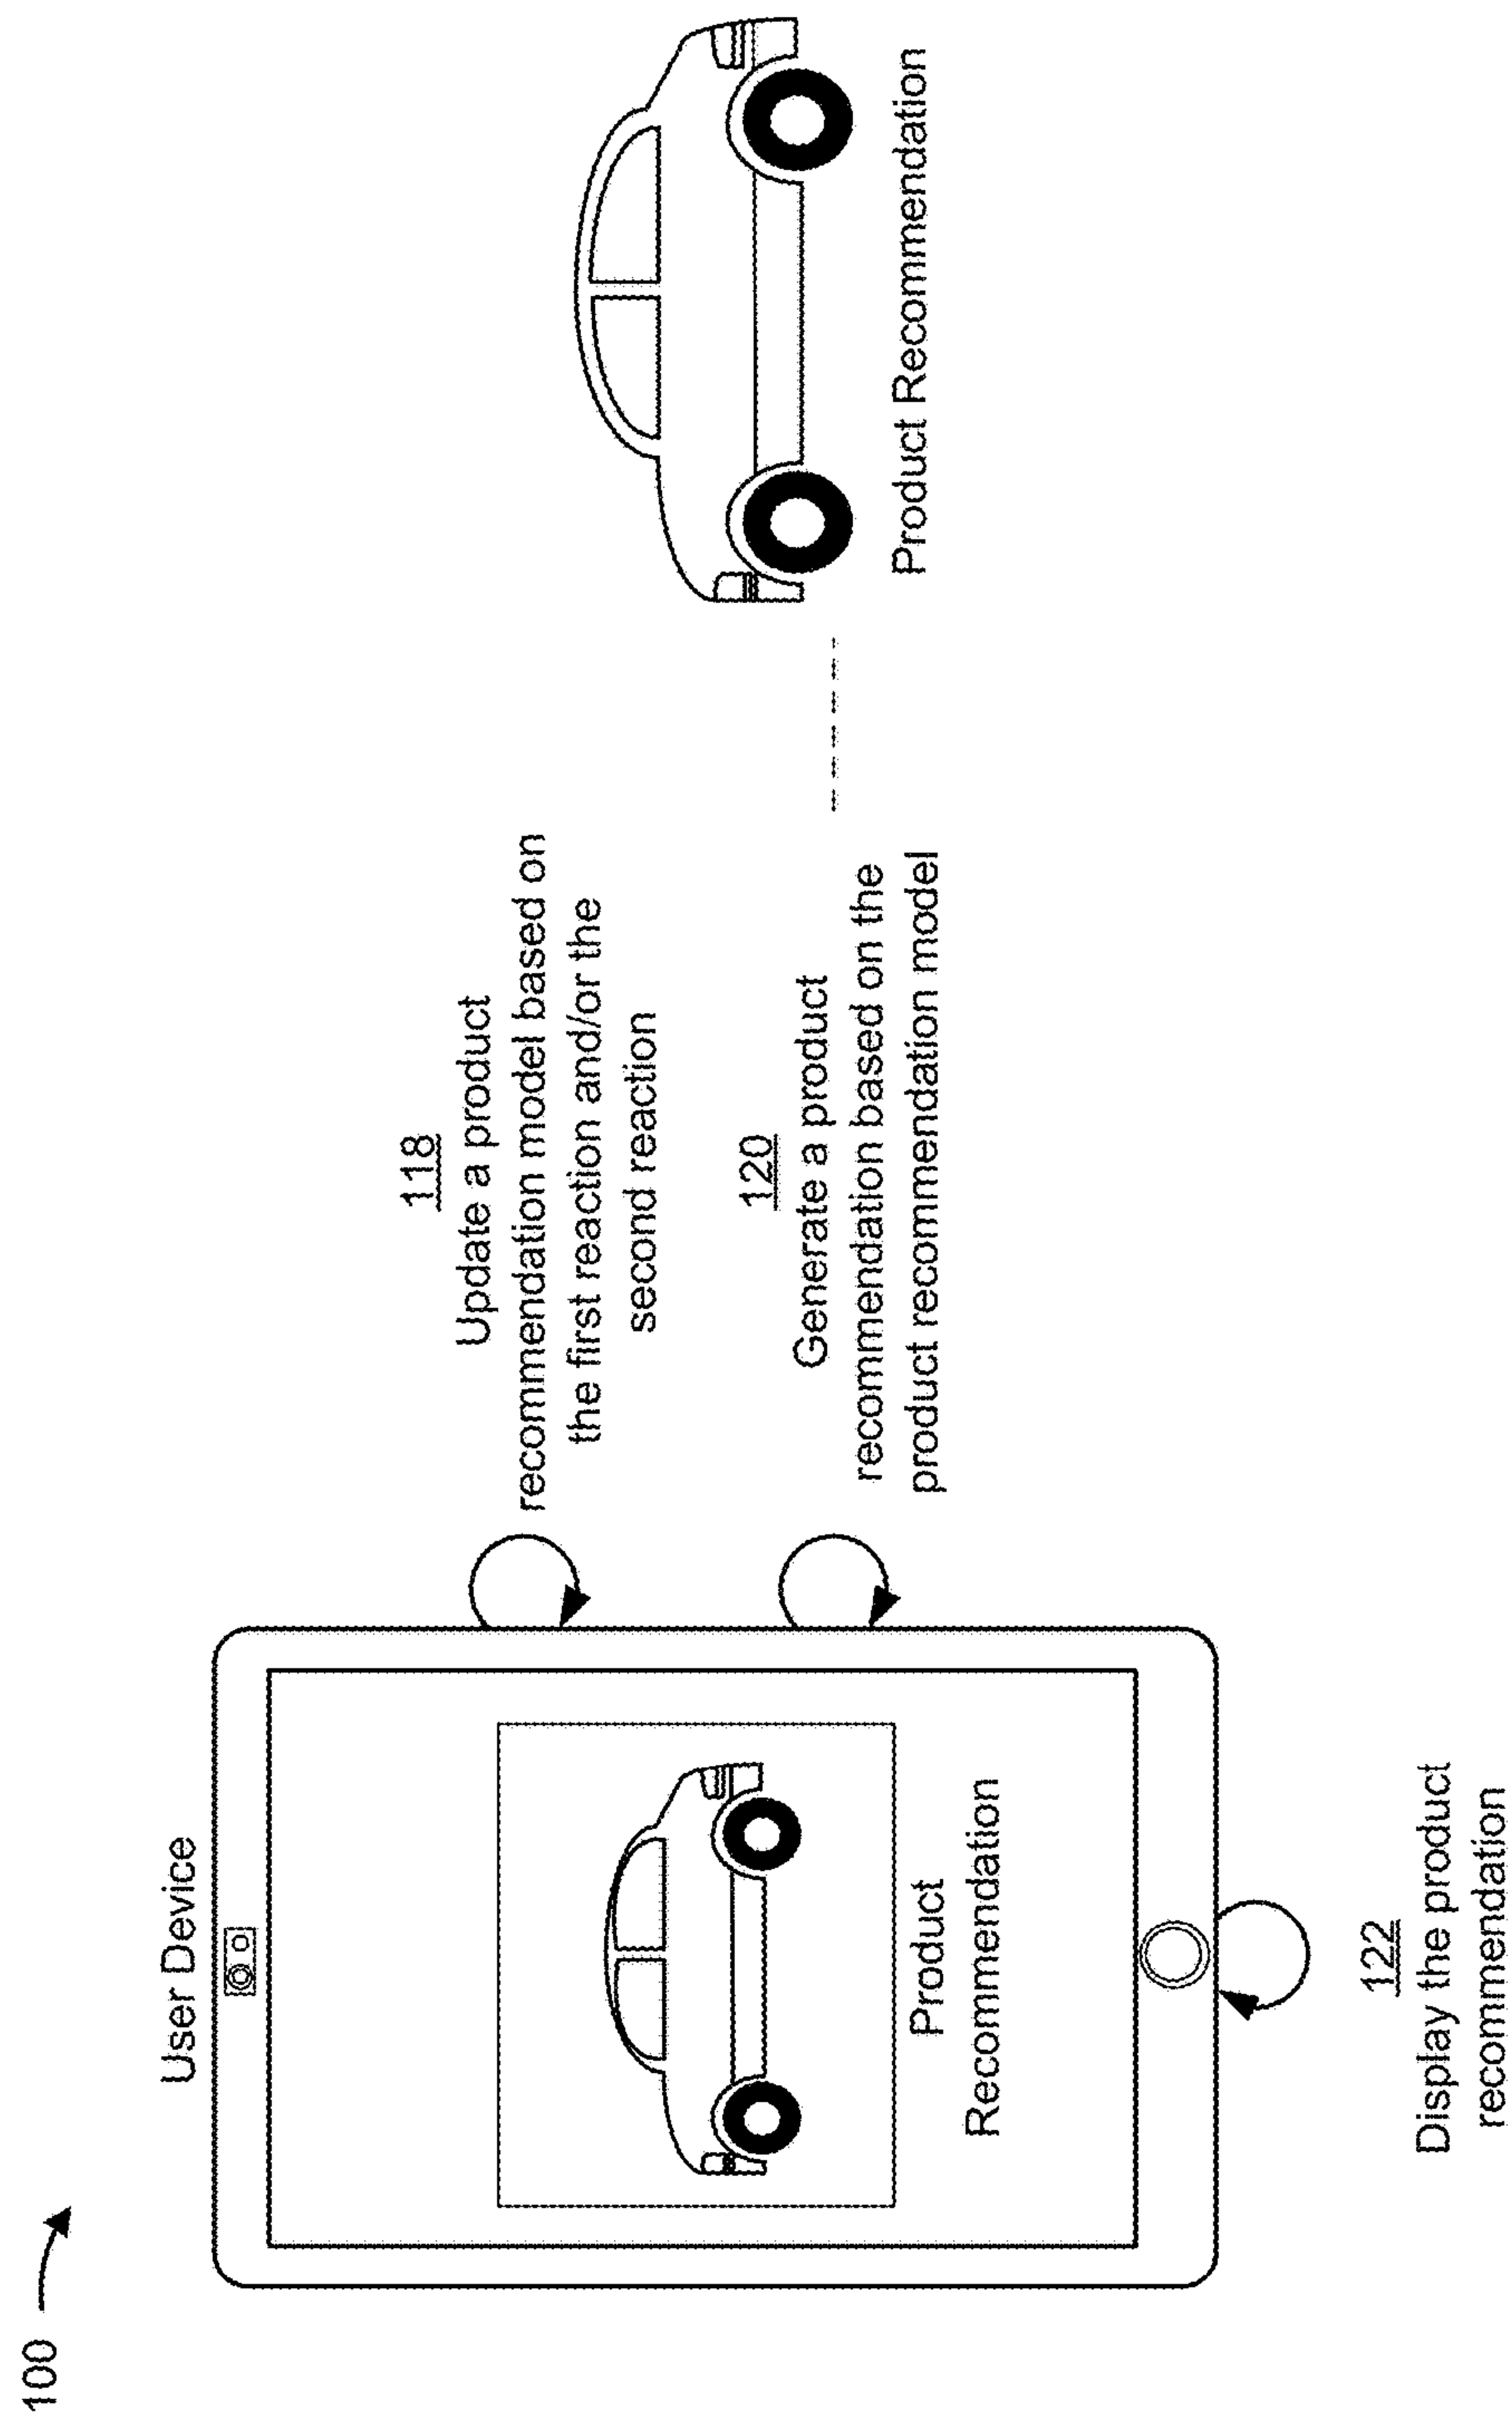 100
User Device
Product
Recommendation
118
Update a product
recommendation model based on
the first reaction and/or the
second reaction
120
Generate a product
recommendation based on the
product recommendation model
Product Recommendation
122
Display the product
recommendation